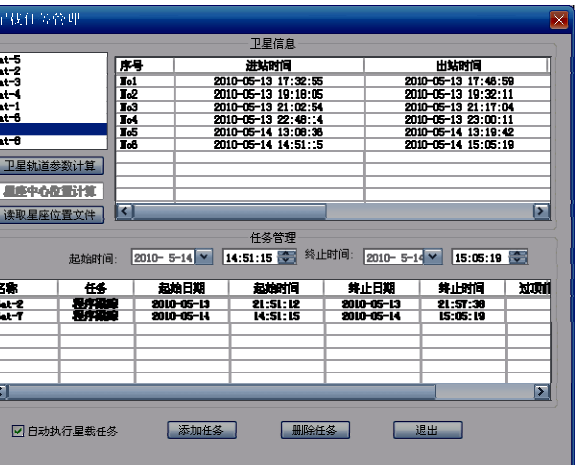 任务管理
卫星信息
at-5
at-2
at-3
at-4
at-1
at-6
at-8
序号 进站时间 出站时间
No1 2010-05-13 17:32:55 2010-05-13 17:46:59
No2 2010-05-13 19:18:05 2010-05-13 19:32:11
No3 2010-05-13 21:02:54 2010-05-13 21:17:04
No4 2010-05-13 22:48: 2010-05-13 23:00:11
No5 2010-05-14 13:08:36 2010-05-14 13:19:42
No6 2010-05-14 14:51:15 2010-05-14 15:05:19
卫星轨道参数计算
星座中心位置计算
读取星座位置文件
任务管理
起始时间: 2010- 5-14 14:51:15 终止时间: 2010- 5-14 15:05:19
名称 任务 起始日期 起始时间 终止日期 终止时间 过顶
at-2 程序跟踪 2010-05-13 21:51:12 2010-05-13 21:57:38
at-7 程序跟踪 2010-05-14 14:51:15 2010-05-14 15:05:19
自动执行星载任务 添加任务 删除任务 退出